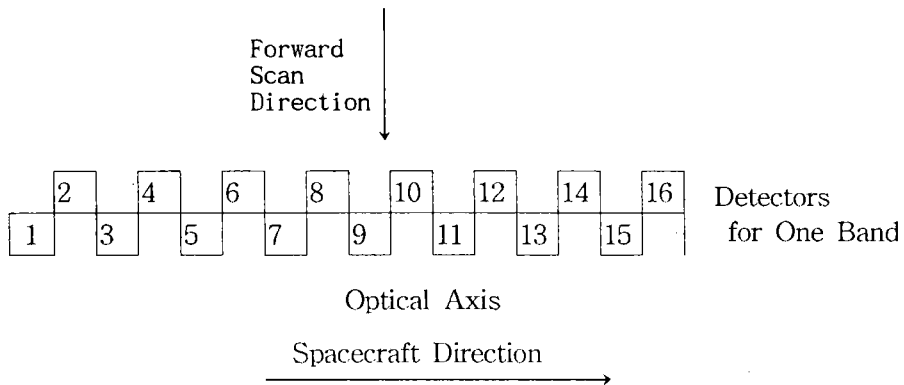 Forward
Scan
Direction
2 4 6 8 10 12 14 16
1 3 5 7 9 11 13 15
Detectors
for One Band
Optical Axis
Spacecraft Direction